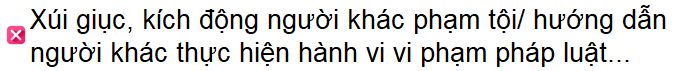 Xúi giục, kích động người khác phạm tội/ hướng dẫn
người khác thực hiện hành vi vi phạm pháp luật...